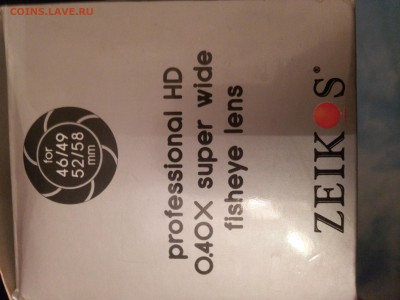 COINS.LAVE.RU
for
46/49
52/58
mm
professional HD
0.40X super wide
fisheye lens
ZEIKOS®